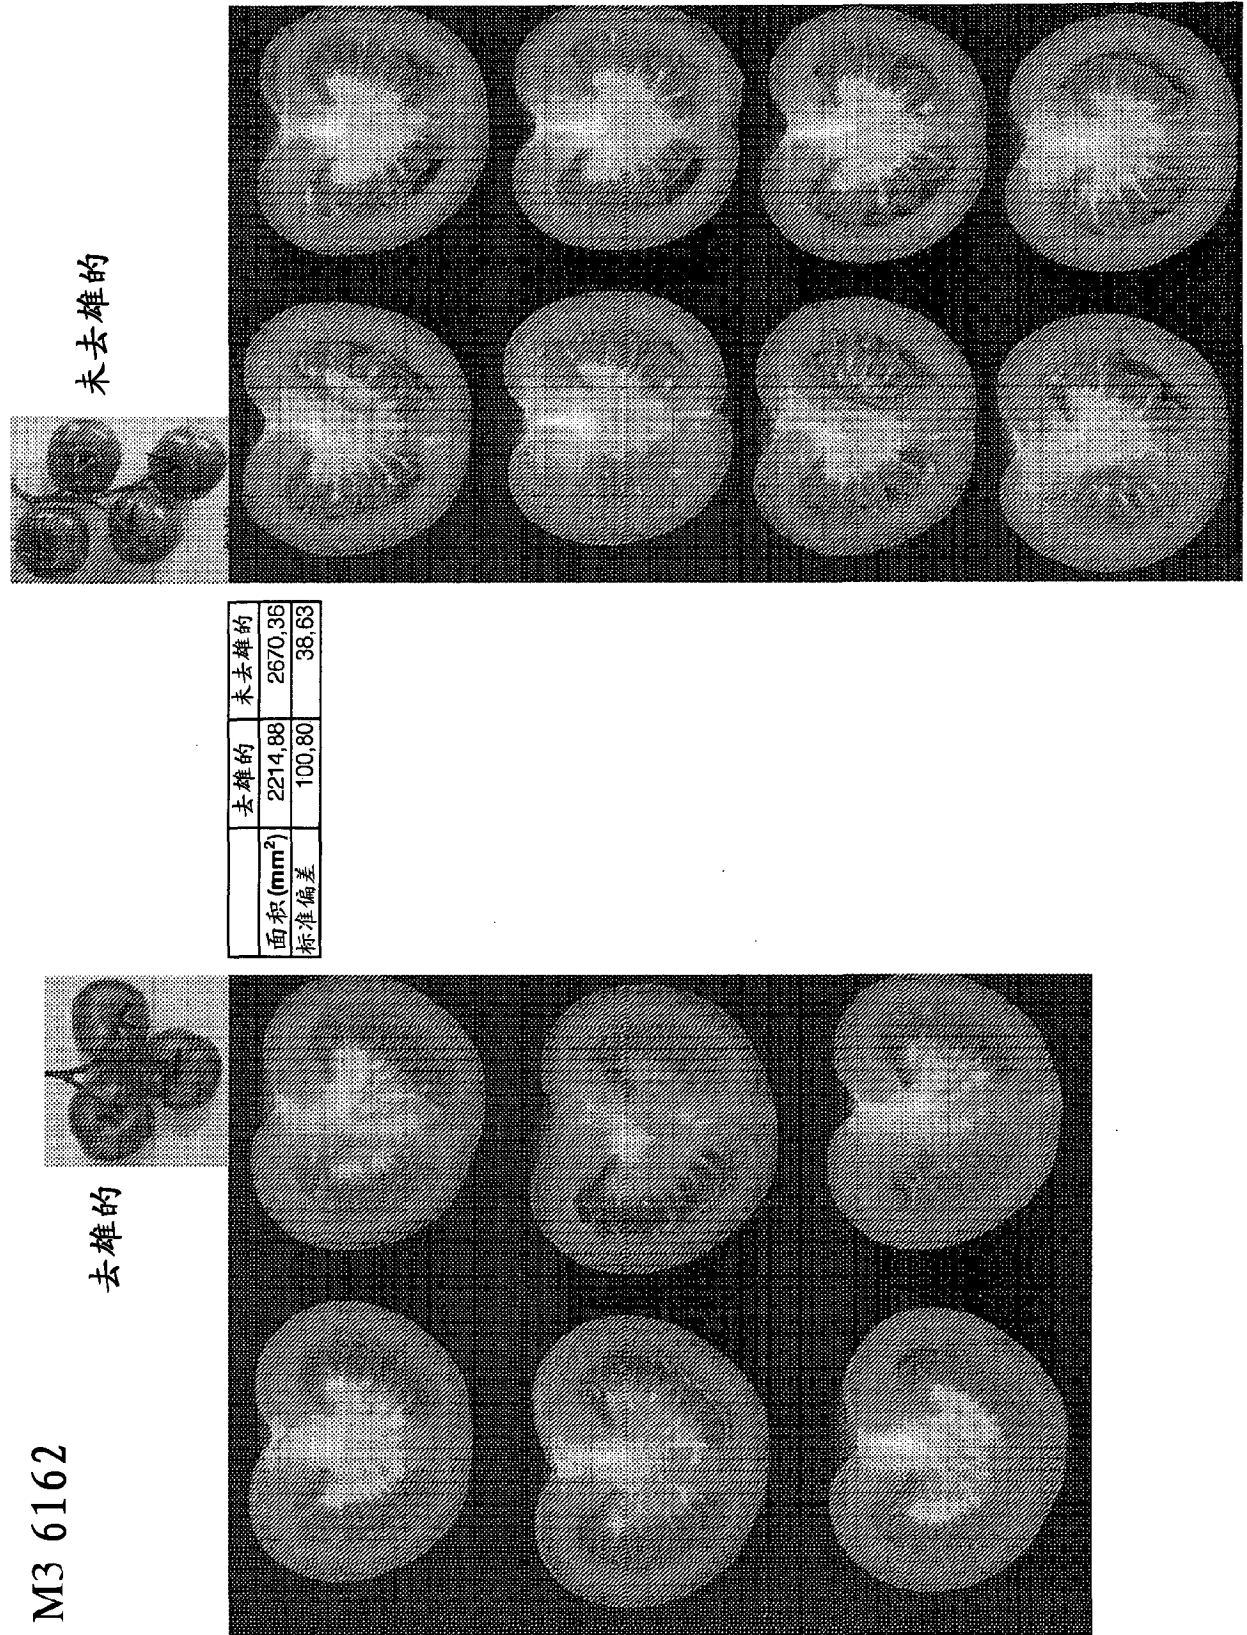 M3 6162
去雄的
未去雄的
去雄的 未去雄的
面积(mm²) 2214,88 2670,36
标准偏差 100,80 38,63